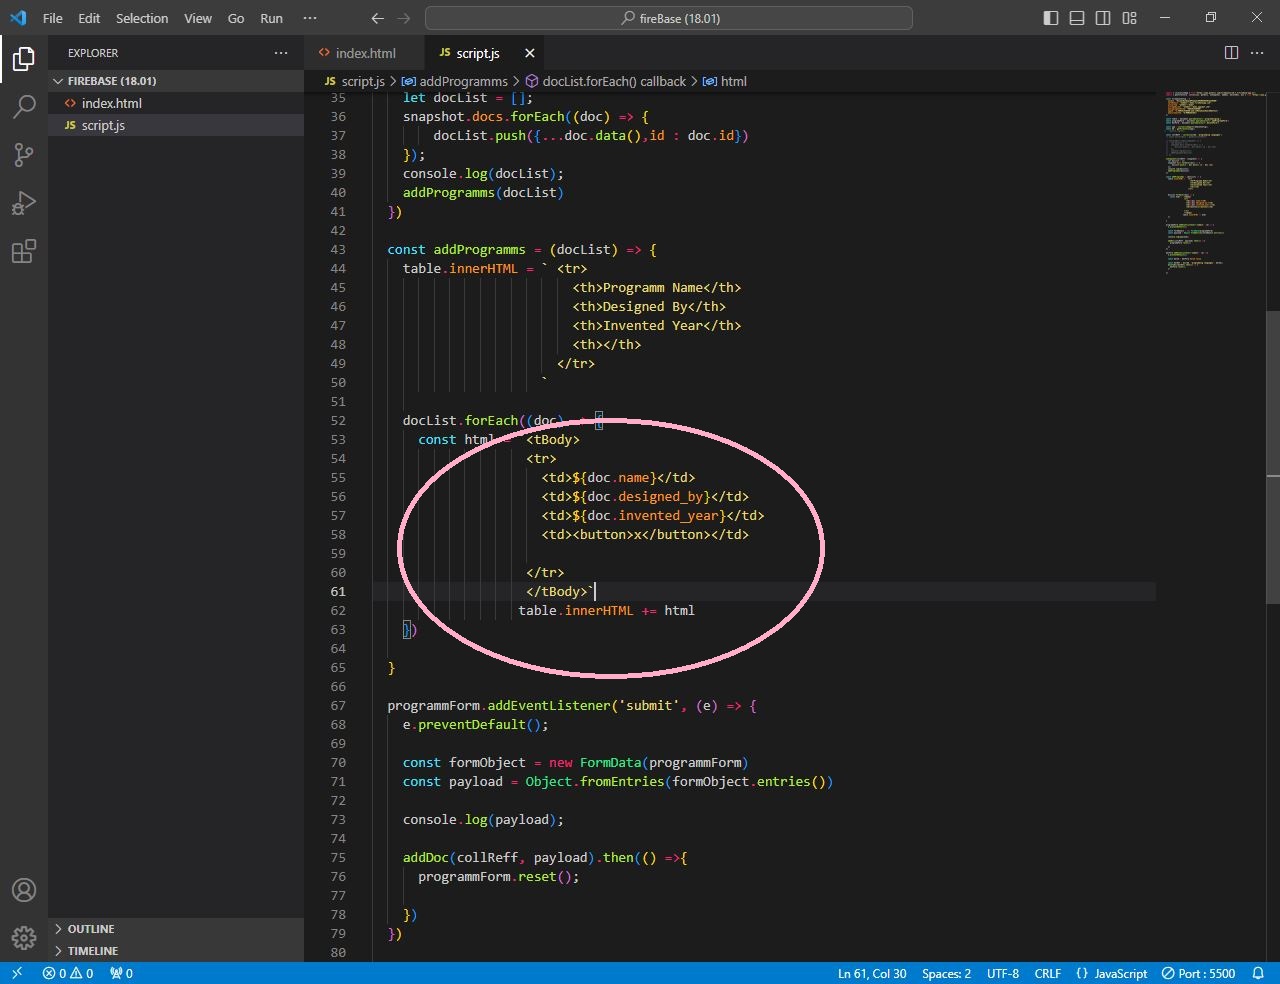 File Edit Selection View Go Run ··· fireBase (18.01)
EXPLORER ···
index.html
JS script.js
JS script.js > addProgramms > docList.forEach() callback > html
FIREBASE (18.01)
index.html
JS script.js
35 let docList = [];
36 snapshot.docs.forEach((doc) => {
37 docList.push({...doc.data(),id : doc.id})
38 });
39 console.log(docList);
40 addProgramms(docList)
41 })
42
43 const addProgramms = (docList) => {
44 table.innerHTML = ` <tr>
45 <th>Programm Name</th>
46 <th>Designed By</th>
47 <th>Invented Year</th>
48 <th></th>
49 </tr>
50 `
51
52 docList.forEach((doc) {
53 const html = <tBody>
54 <tr>
55 <td>${doc.name}</td>
56 <td>${doc.designed_by}</td>
57 <td>${doc.invented_year}</td>
58 <td><button>x</button></td>
59
60 </tr>
61 </tBody>`
62 table.innerHTML += html
63 })
64
65 }
66
67 programmForm.addEventListener('submit', (e) => {
68 e.preventDefault();
69
70 const formObject = new FormData(programmForm)
71 const payload = Object.fromEntries(formObject.entries())
72
73 console.log(payload);
74
75 addDoc(collReff, payload).then(() =>{
76 programmForm.reset();
77
78 })
79 })
80
OUTLINE
TIMELINE
0 0 0 Ln 61, Col 30 Spaces: 2 UTF-8 CRLF {} JavaScript Port : 5500